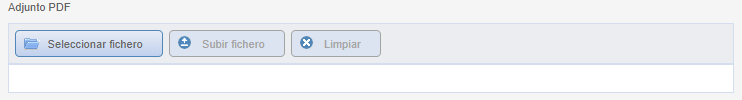 Adjunto PDF
Seleccionar fichero Subir fichero Limpiar